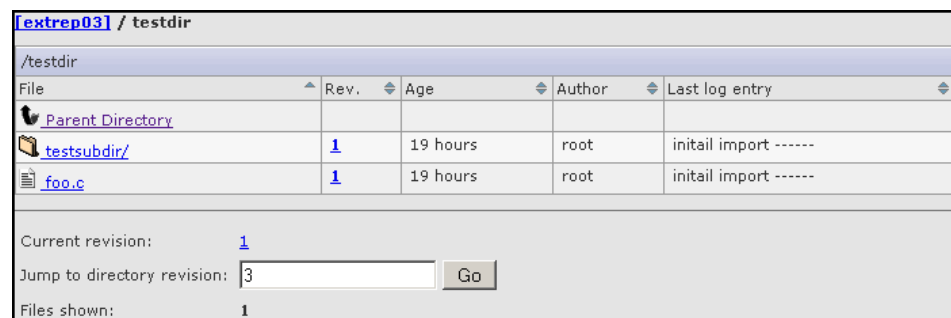 [extrep03] / testdir
/testdir
File Rev. Age Author Last log entry
Parent Directory
testsubdir/ 1 19 hours root initail import ------
foo.c 1 19 hours root initail import ------
Current revision: 1
Jump to directory revision: 3 Go
Files shown: 1